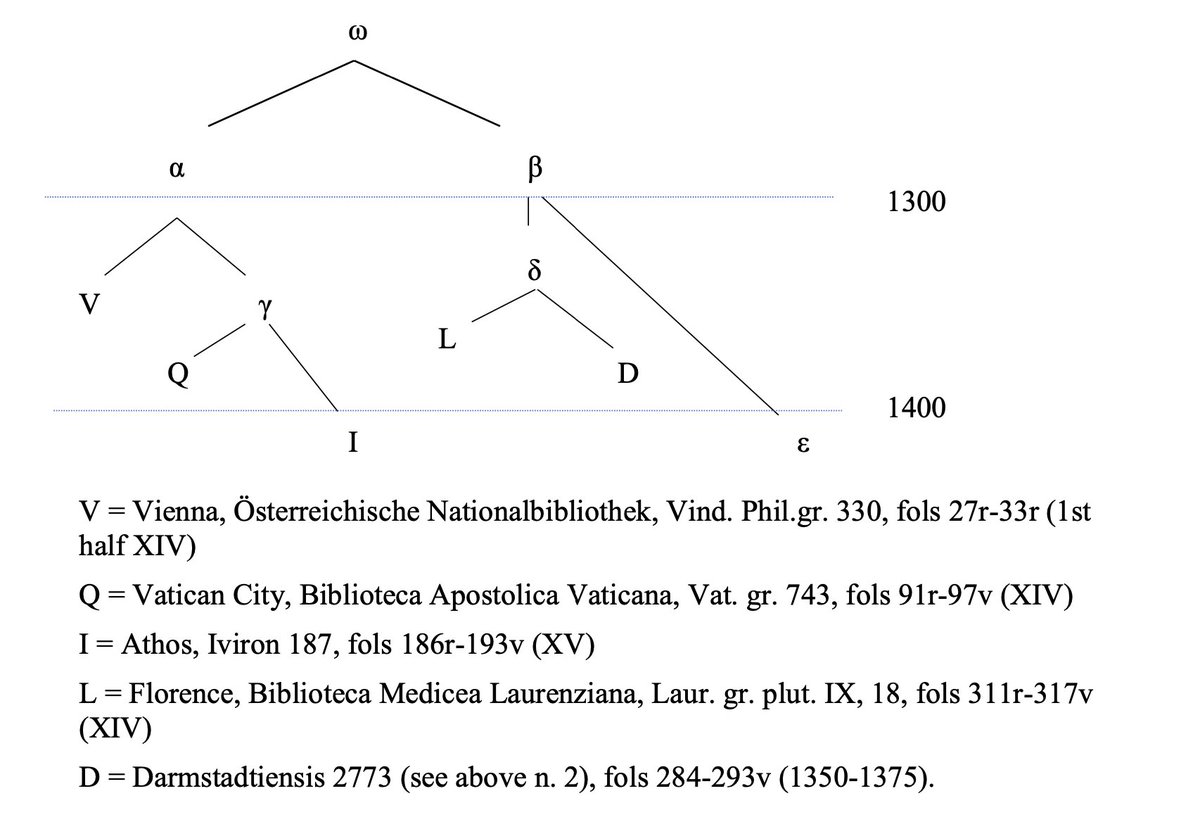 ω
α β
1300
δ
V γ
L
Q D
1400
I ε
V = Vienna, Österreichische Nationalbibliothek, Vind. Phil.gr. 330, fols 27r-33r (1st
half XIV)
Q = Vatican City, Biblioteca Apostolica Vaticana, Vat. gr. 743, fols 91r-97v (XIV)
I = Athos, Iviron 187, fols 186r-193v (XV)
L = Florence, Biblioteca Medicea Laurenziana, Laur. gr. plut. IX, 18, fols 311r-317v
(XIV)
D = Darmstadtiensis 2773 (see above n. 2), fols 284-293v (1350-1375).